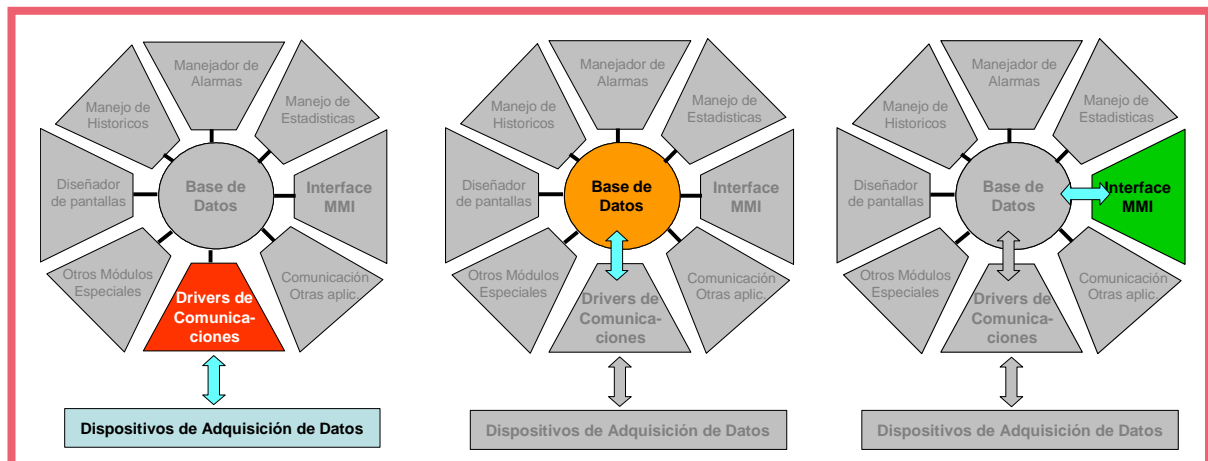 Manejador de
Alarmas
Manejo de
Historicos
Manejo de
Estadisticas
Diseñador
de pantallas
Base de
Datos
Interface
MMI
Otros Módulos
Especiales
Comunicación
Otras aplic.
Drivers de
Comunica-
ciones
Dispositivos de Adquisición de Datos
Manejador de
Alarmas
Manejo de
Historicos
Manejo de
Estadisticas
Diseñador
de pantallas
Base de
Datos
Interface
MMI
Otros Módulos
Especiales
Comunicación
Otras aplic.
Drivers de
Comunica-
ciones
Dispositivos de Adquisición de Datos
Manejador de
Alarmas
Manejo de
Historicos
Manejo de
Estadisticas
Diseñador
de pantallas
Base de
Datos
Interface
MMI
Otros Módulos
Especiales
Comunicación
Otras aplic.
Drivers de
Comunica-
ciones
Dispositivos de Adquisición de Datos